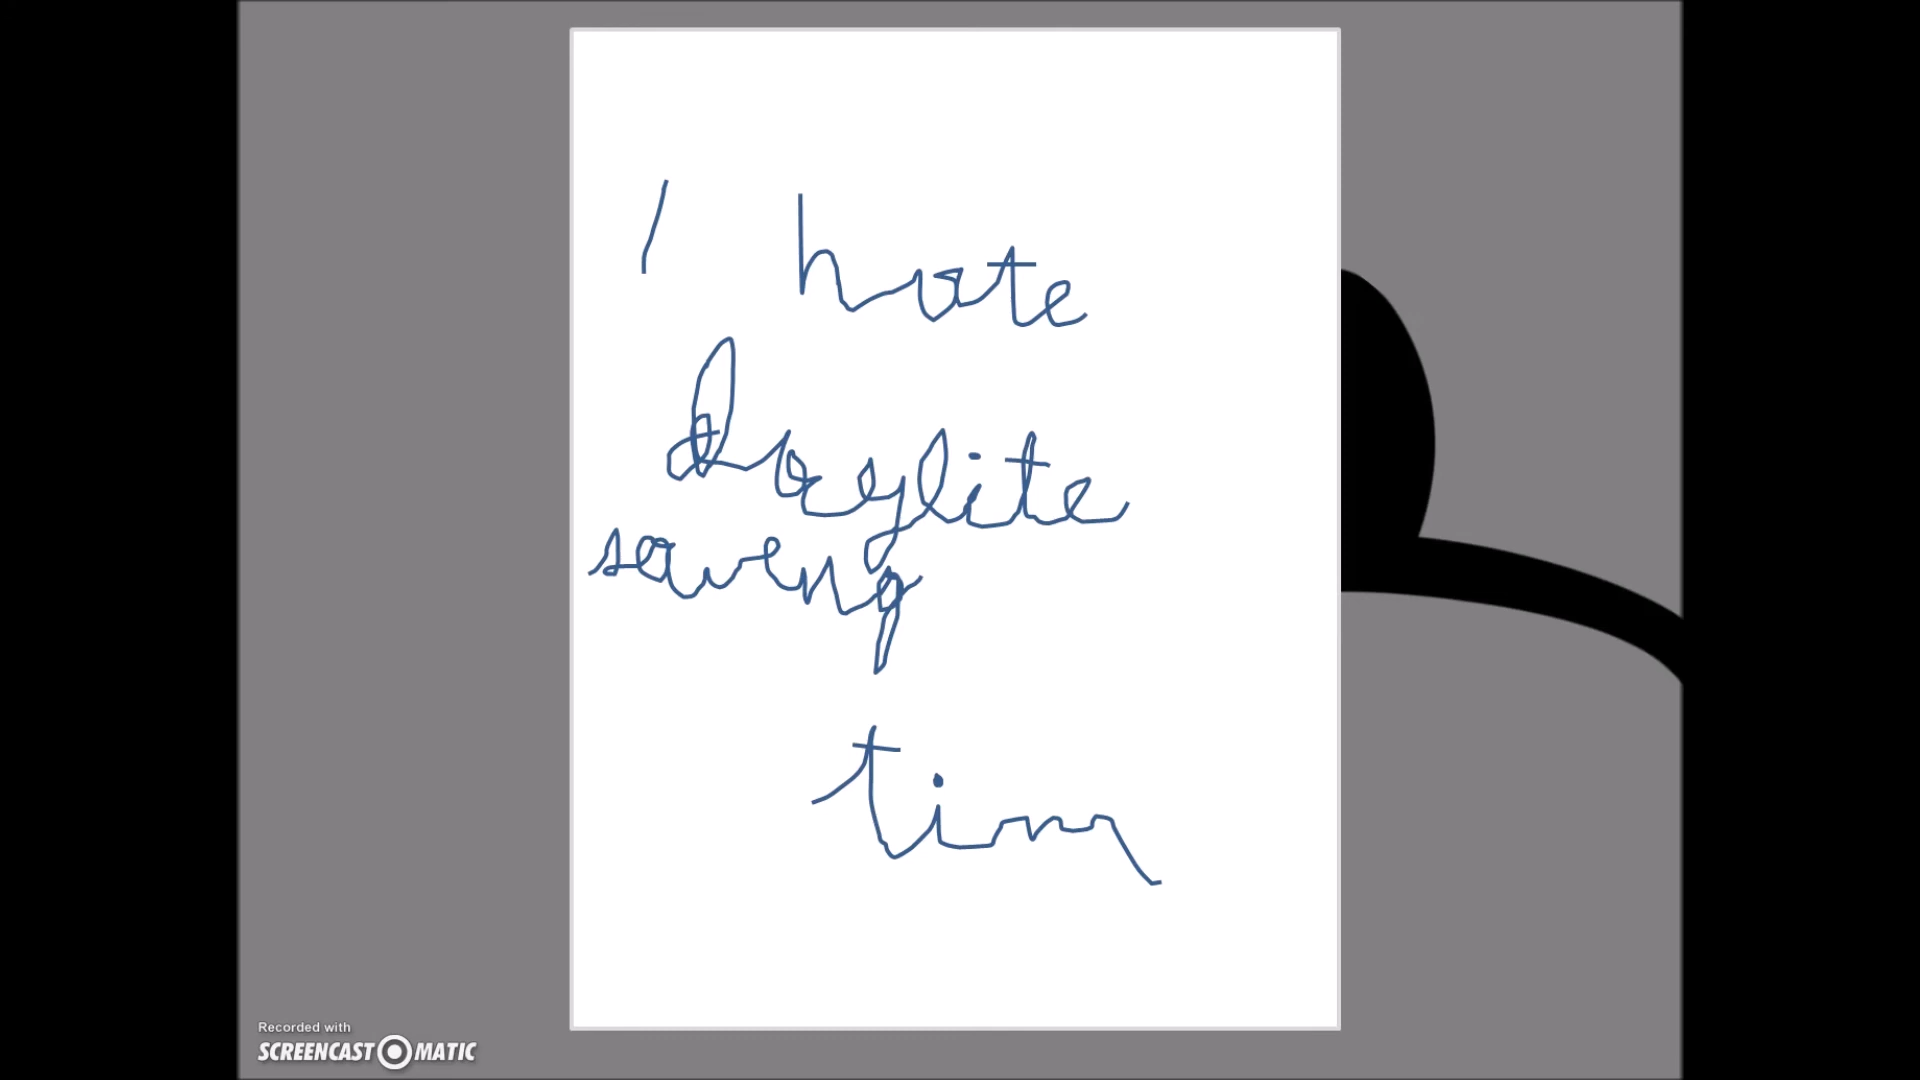 I hate
daylite
saveng
tim
Recorded with
SCREENCAST MATIC